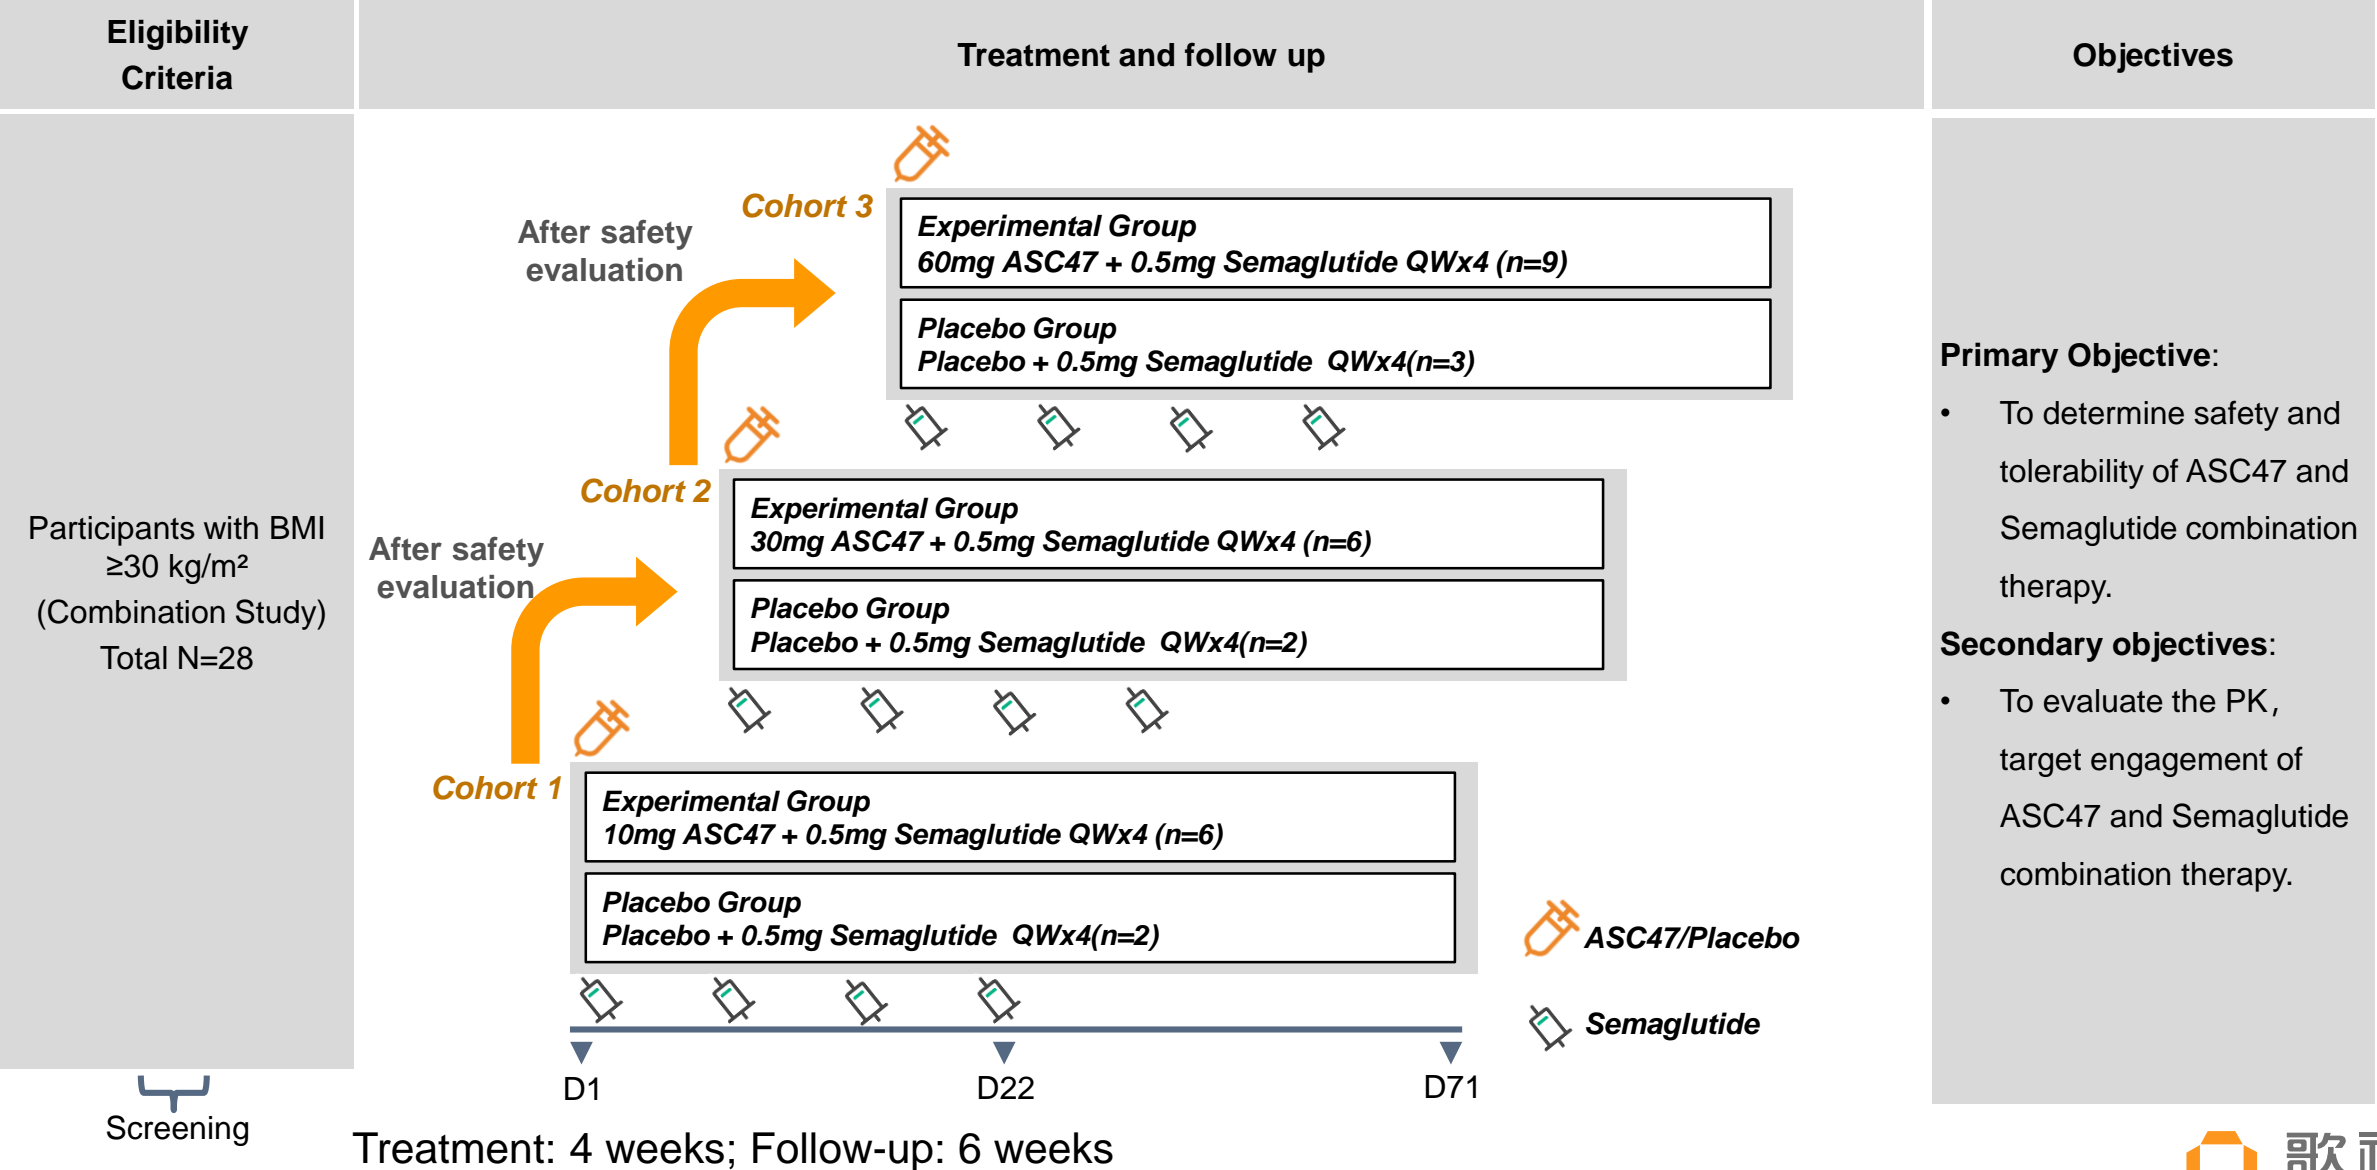 Eligibility
Criteria
Treatment and follow up
Objectives
Participants with BMI
≥30 kg/m²
(Combination Study)
Total N=28
Screening
After safety
evaluation
Cohort 3
Experimental Group
60mg ASC47 + 0.5mg Semaglutide QWx4 (n=9)
Placebo Group
Placebo + 0.5mg Semaglutide QWx4(n=3)
After safety
evaluation
Cohort 2
Experimental Group
30mg ASC47 + 0.5mg Semaglutide QWx4 (n=6)
Placebo Group
Placebo + 0.5mg Semaglutide QWx4(n=2)
Cohort 1
Experimental Group
10mg ASC47 + 0.5mg Semaglutide QWx4 (n=6)
Placebo Group
Placebo + 0.5mg Semaglutide QWx4(n=2)
ASC47/Placebo
Semaglutide
D1
D22
D71
Treatment: 4 weeks; Follow-up: 6 weeks
Primary Objective:
• To determine safety and
tolerability of ASC47 and
Semaglutide combination
therapy.
Secondary objectives:
• To evaluate the PK,
target engagement of
ASC47 and Semaglutide
combination therapy.
歌